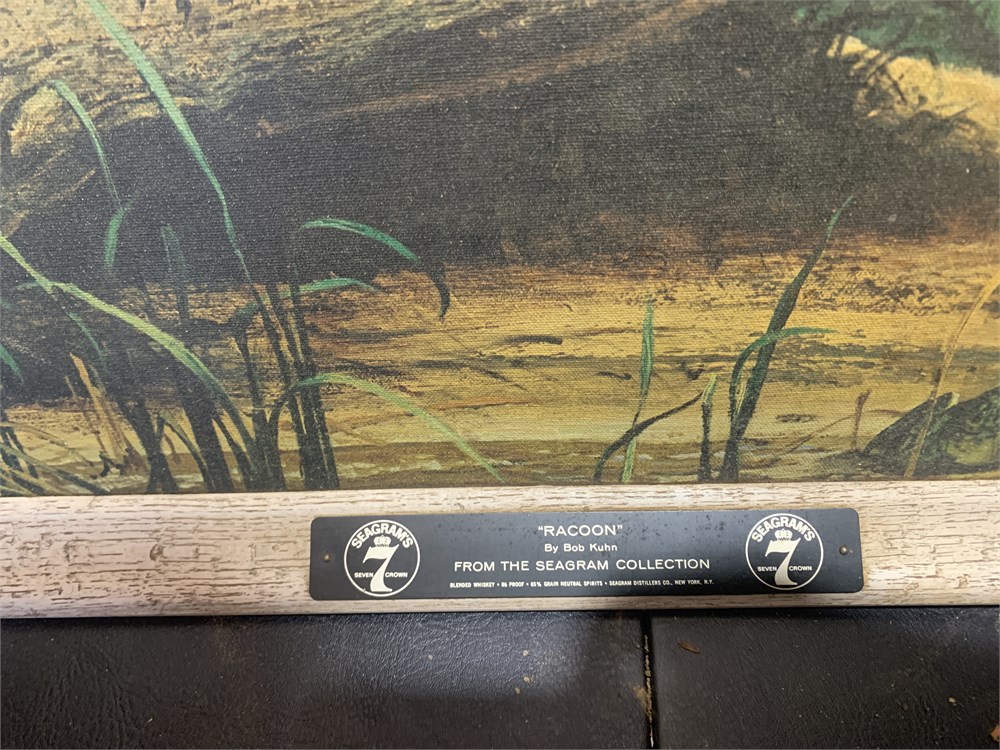 SEAGRAM'S
7
SEVEN CROWN
"RACOON"
By Bob Kuhn
FROM THE SEAGRAM COLLECTION
BLENDED WHISKEY • 86 PROOF • 65% GRAIN NEUTRAL SPIRITS • SEAGRAM DISTILLERS CO., NEW YORK, N.Y.
SEAGRAM'S
7
SEVEN CROWN